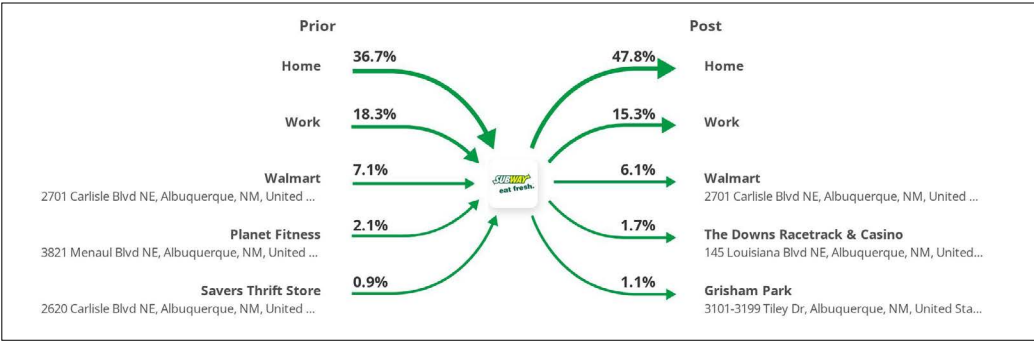 Prior
Post
Home
36.7%
47.8%
Home
Work
18.3%
15.3%
Work
Walmart
2701 Carlisle Blvd NE, Albuquerque, NM, United ...
7.1%
SUBWAY
eat fresh.
6.1%
Walmart
2701 Carlisle Blvd NE, Albuquerque, NM, United ...
Planet Fitness
3821 Menaul Blvd NE, Albuquerque, NM, United ...
2.1%
1.7%
The Downs Racetrack & Casino
145 Louisiana Blvd NE, Albuquerque, NM, United...
Savers Thrift Store
2620 Carlisle Blvd NE, Albuquerque, NM, United ...
0.9%
1.1%
Grisham Park
3101-3199 Tiley Dr, Albuquerque, NM, United Sta...